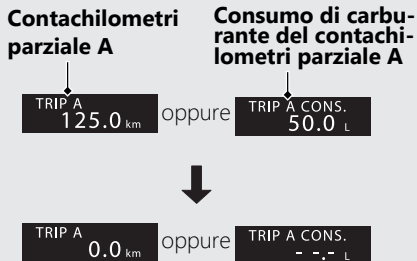 Contachilometri
parziale A
Consumo di carbu-
rante del contachi-
lometri parziale A
TRIP A
125.0 km
oppure
TRIP A CONS.
50.0 L
TRIP A
0.0 km
oppure
TRIP A CONS.
- -.- L